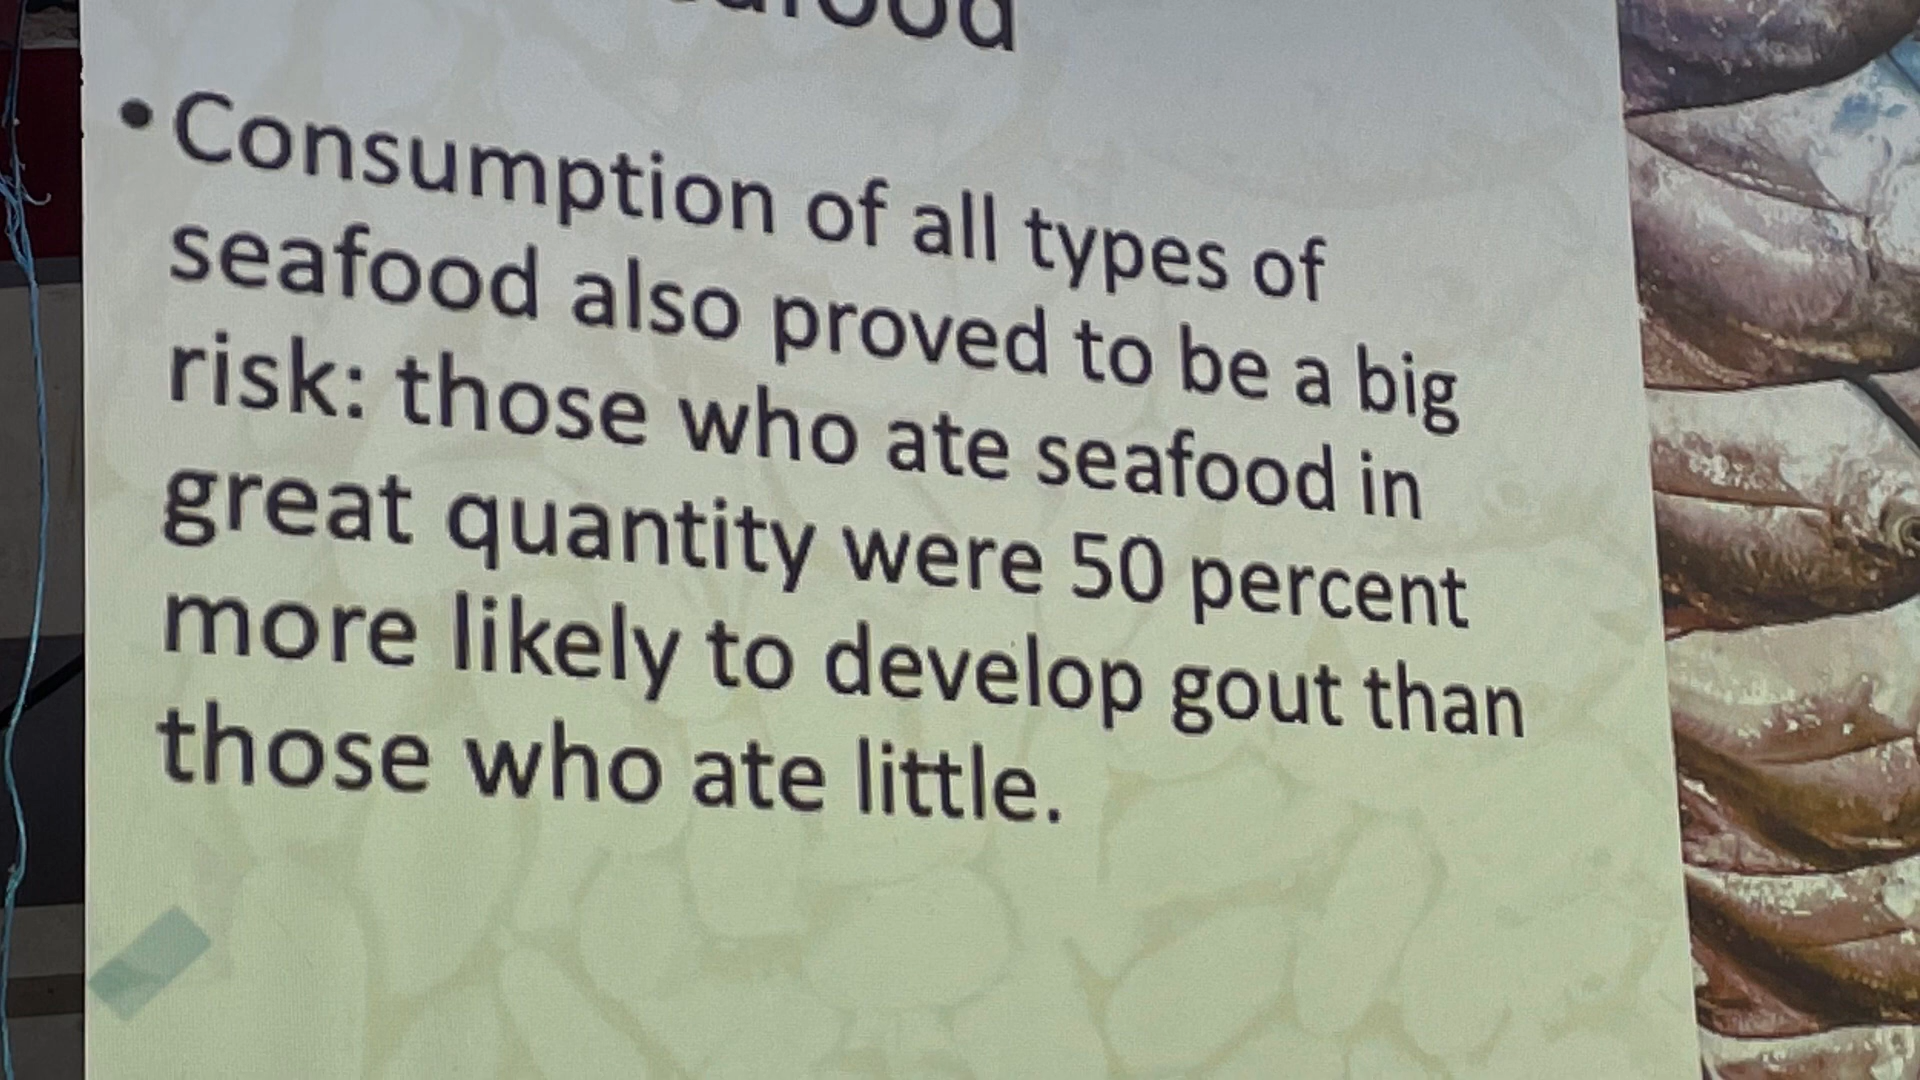 • Consumption of all types of
seafood also proved to be a big
risk: those who ate seafood in
great quantity were 50 percent
more likely to develop gout than
those who ate little.